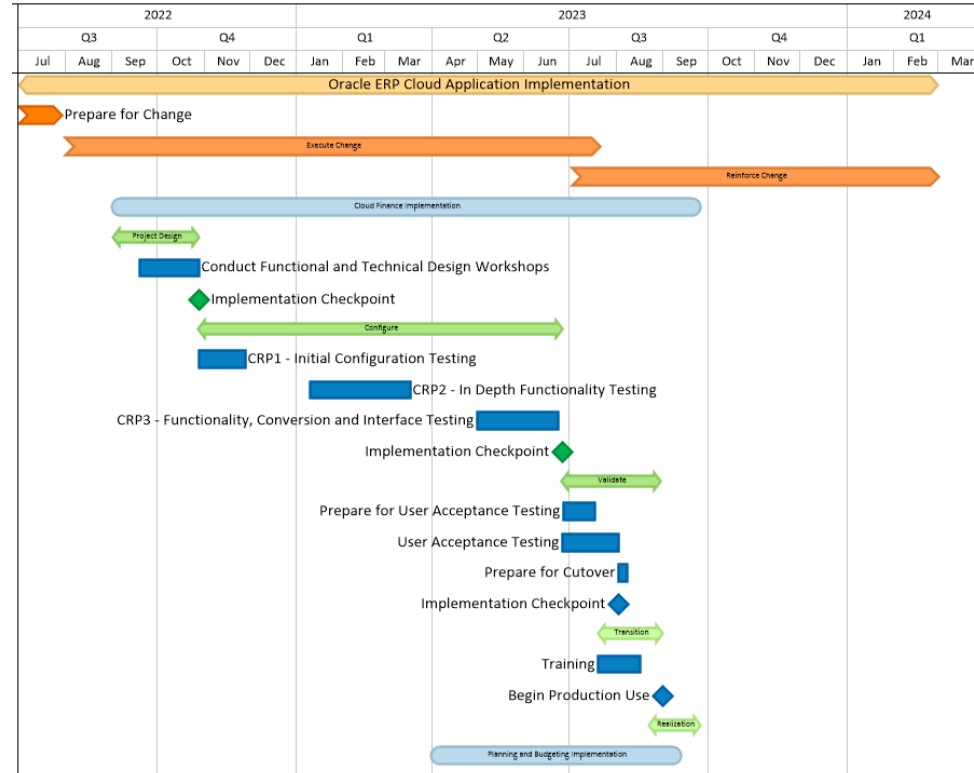 2022 2023 2024
Q3 Q4 Q1 Q2 Q3 Q4 Q1
Jul Aug Sep Oct Nov Dec Jan Feb Mar Apr May Jun Jul Aug Sep Oct Nov Dec Jan Feb Mar
Oracle ERP Cloud Application Implementation
Prepare for Change
Execute Change
Reinforce Change
Cloud Finance Implementation
Project Design
Conduct Functional and Technical Design Workshops
Implementation Checkpoint
Configure
CRP1 - Initial Configuration Testing
CRP2 - In Depth Functionality Testing
CRP3 - Functionality, Conversion and Interface Testing
Implementation Checkpoint
Validate
Prepare for User Acceptance Testing
User Acceptance Testing
Prepare for Cutover
Implementation Checkpoint
Transition
Training
Begin Production Use
Realization
Planning and Budgeting Implementation